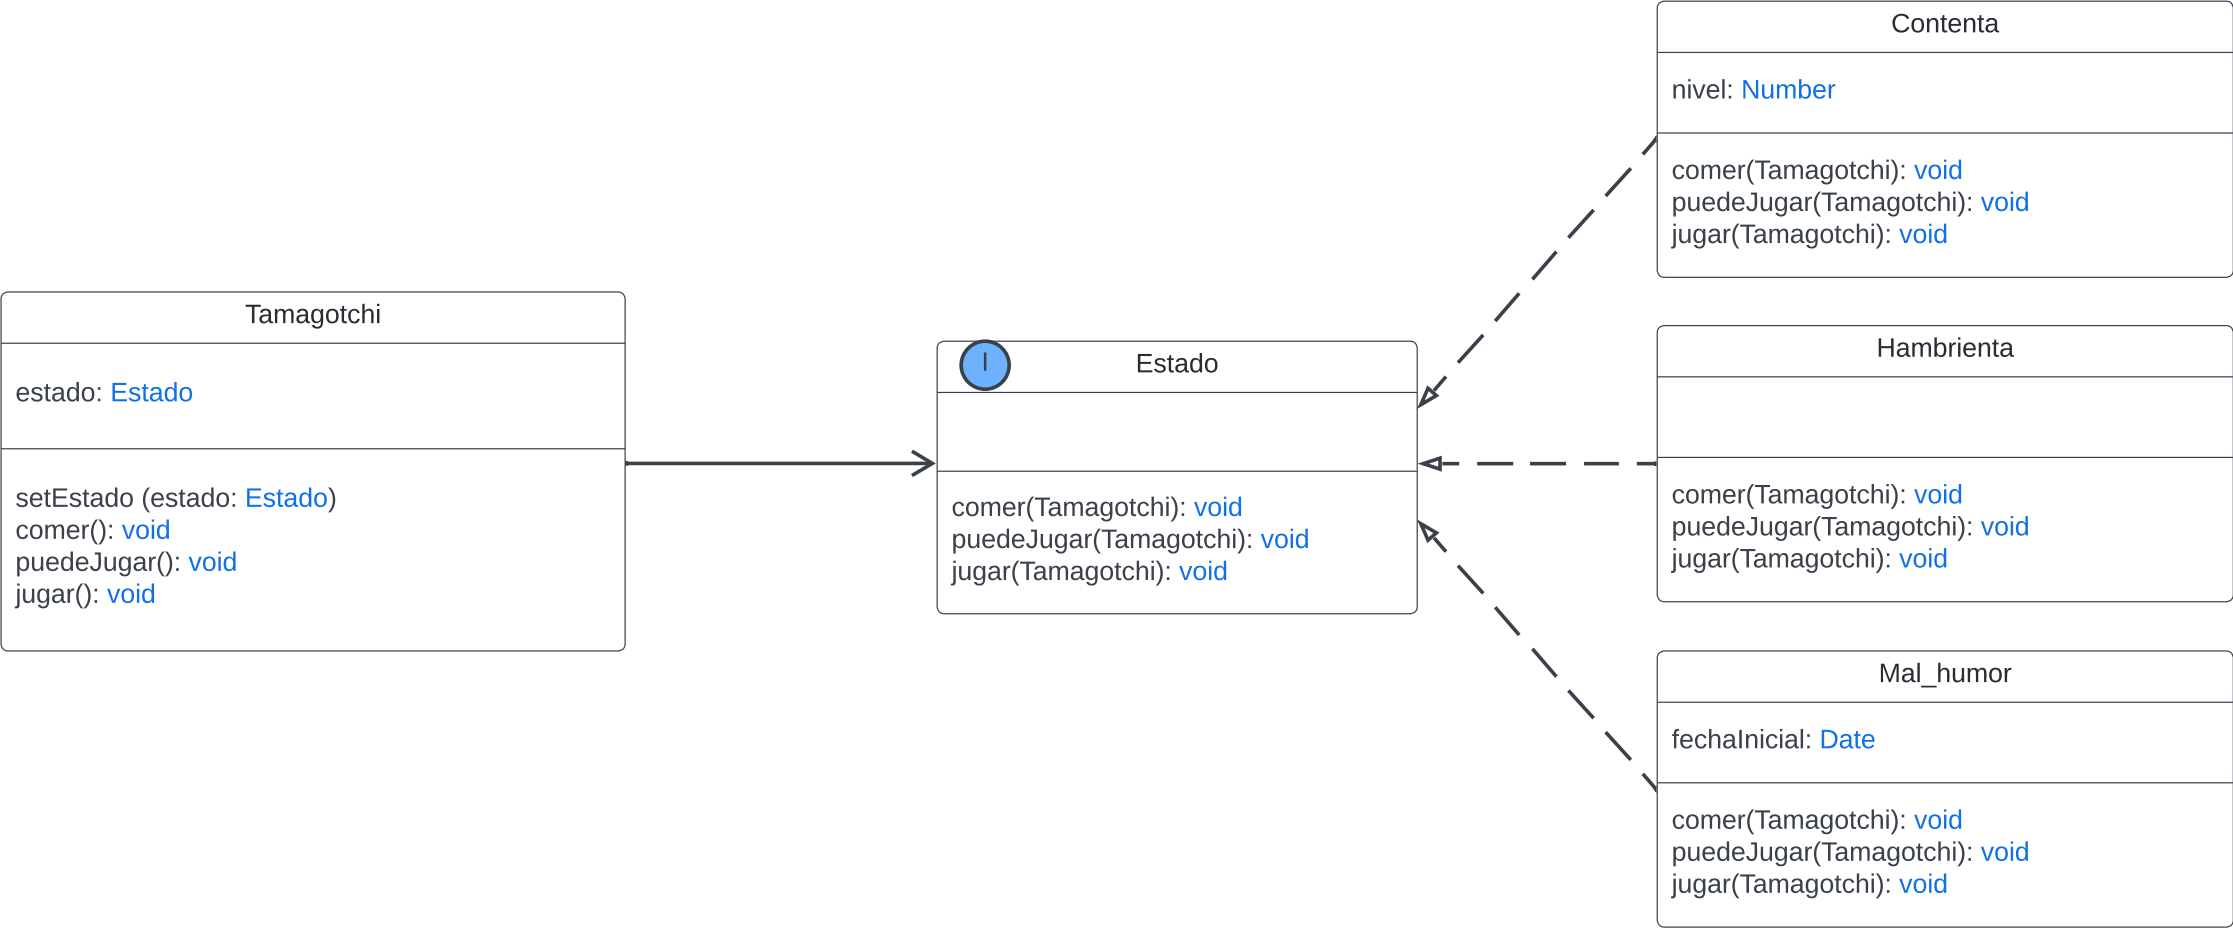 Tamagotchi
estado: Estado
setEstado (estado: Estado)
comer(): void
puedeJugar(): void
jugar(): void
I
Estado
comer(Tamagotchi): void
puedeJugar(Tamagotchi): void
jugar(Tamagotchi): void
Contenta
nivel: Number
comer(Tamagotchi): void
puedeJugar(Tamagotchi): void
jugar(Tamagotchi): void
Hambrienta
comer(Tamagotchi): void
puedeJugar(Tamagotchi): void
jugar(Tamagotchi): void
Mal_humor
fechaInicial: Date
comer(Tamagotchi): void
puedeJugar(Tamagotchi): void
jugar(Tamagotchi): void